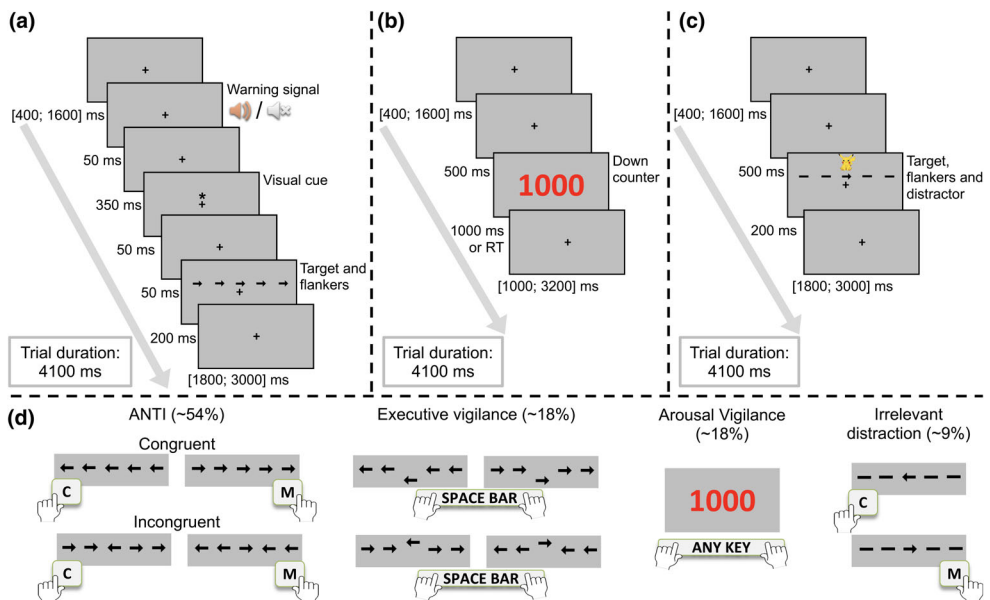 (a)
Warning signal
/
[400; 1600] ms
50 ms
Visual cue
*
350 ms
50 ms
Target and
flankers
50 ms
200 ms
[1800; 3000] ms
Trial duration:
4100 ms
(b)
[400; 1600] ms
500 ms
Down
counter
1000
1000 ms
or RT
[1000; 3200] ms
Trial duration:
4100 ms
(c)
[400; 1600] ms
500 ms
Target,
flankers and
distractor
200 ms
[1800; 3000] ms
Trial duration:
4100 ms
(d)
ANTI (~54%)
Congruent
C
M
Incongruent
C
M
Executive vigilance (~18%)
SPACE BAR
SPACE BAR
Arousal Vigilance
(~18%)
1000
ANY KEY
Irrelevant
distraction (~9%)
C
M